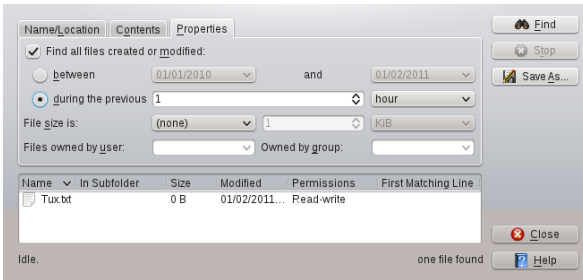 Name/Location Contents Properties
Find all files created or modified:
between 01/01/2010 and 01/02/2011
during the previous 1 hour
File size is: (none) 1 KiB
Files owned by user: Owned by group:
Name In Subfolder Size Modified Permissions First Matching Line
Tux.txt 0 B 01/02/2011... Read-write
Idle. one file found
Find
Stop
Save As...
Close
Help